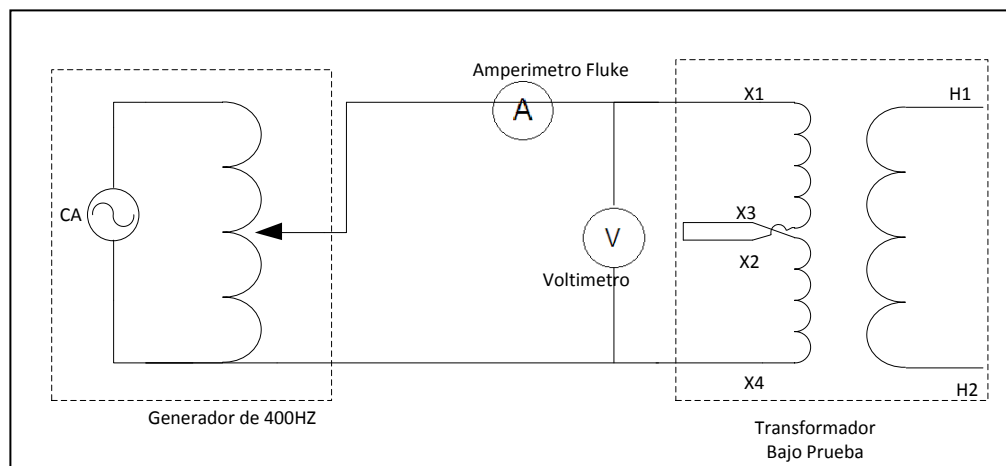 Amperimetro Fluke
A
X1
H1
CA
X3
V
X2
Voltimetro
X4
H2
Generador de 400HZ
Transformador
Bajo Prueba